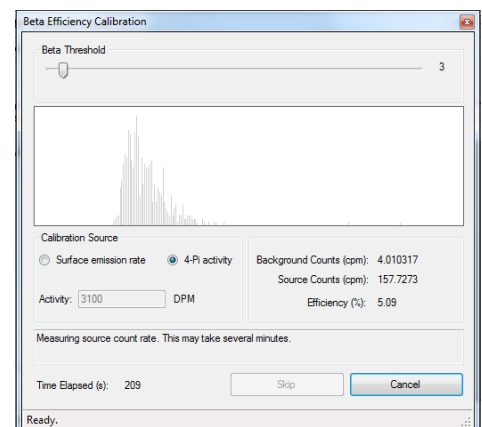 Beta Efficiency Calibration
Beta Threshold
3
Calibration Source
Surface emission rate 4-Pi activity
Activity: 3100 DPM
Background Counts (cpm): 4.010317
Source Counts (cpm): 157.7273
Efficiency (%): 5.09
Measuring source count rate. This may take several minutes.
Time Elapsed (s): 209 Skip Cancel
Ready.